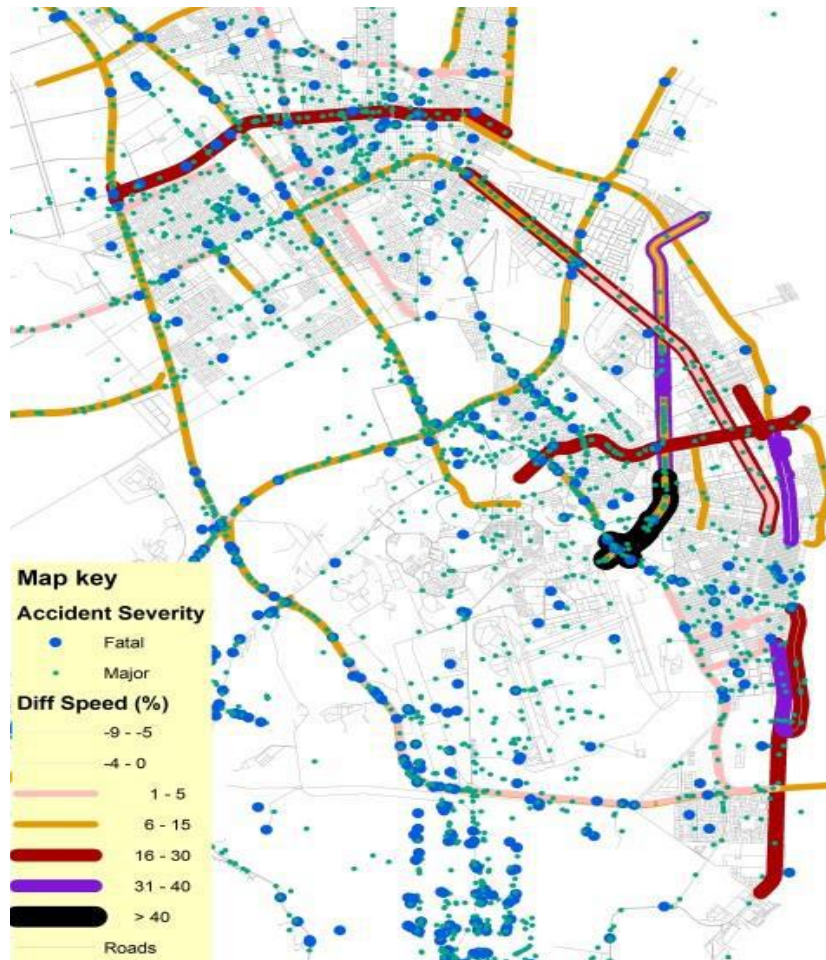 Map key
Accident Severity
Fatal
Major
Diff Speed (%)
-9 - -5
-4 - 0
1 - 5
6 - 15
16 - 30
31 - 40
> 40
Roads